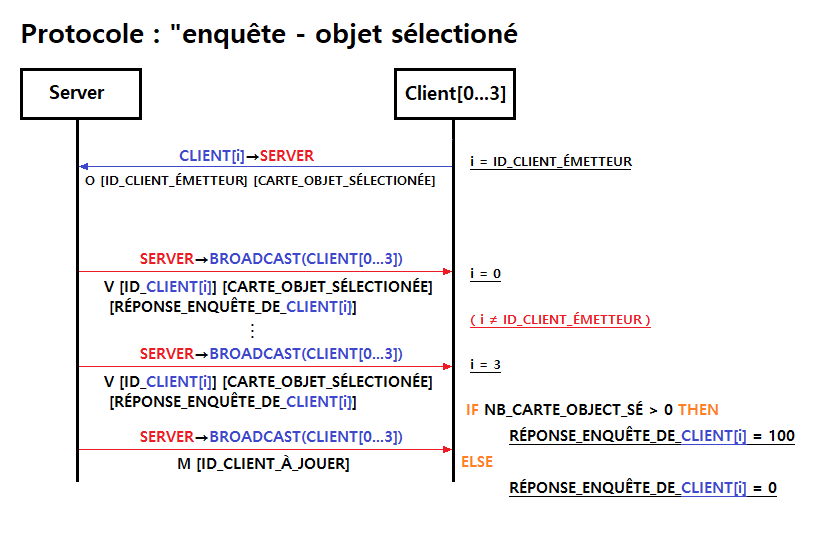 Protocole : "enquête - objet sélectioné
Server
Client[0...3]
CLIENT[i]→SERVER
i = ID_CLIENT_ÉMETTEUR
O [ID_CLIENT_ÉMETTEUR] [CARTE_OBJET_SÉLECTIONÉE]
SERVER→BROADCAST(CLIENT[0...3])
i = 0
V [ID_CLIENT[i]] [CARTE_OBJET_SÉLECTIONÉE]
[RÉPONSE_ENQUÊTE_DE_CLIENT[i]]
( i ≠ ID_CLIENT_ÉMETTEUR )
⋮
SERVER→BROADCAST(CLIENT[0...3])
i = 3
V [ID_CLIENT[i]] [CARTE_OBJET_SÉLECTIONÉE]
[RÉPONSE_ENQUÊTE_DE_CLIENT[i]]
IF NB_CARTE_OBJECT_SÉ > 0 THEN
RÉPONSE_ENQUÊTE_DE_CLIENT[i] = 100
SERVER→BROADCAST(CLIENT[0...3])
M [ID_CLIENT_À_JOUER]
ELSE
RÉPONSE_ENQUÊTE_DE_CLIENT[i] = 0